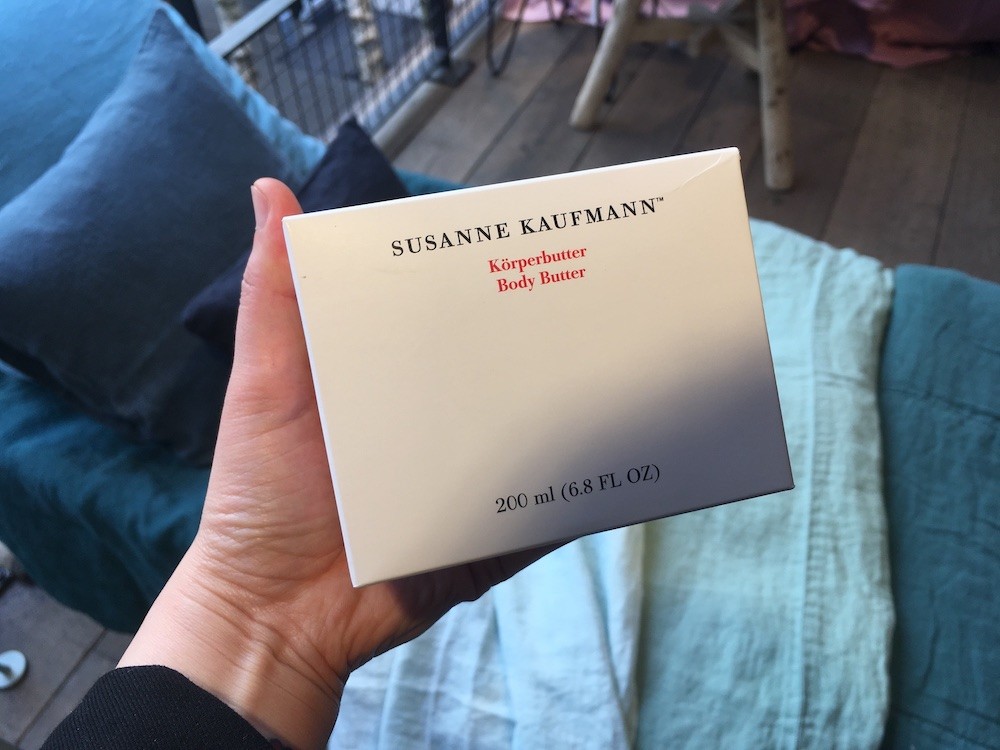 SUSANNE KAUFMANN™
Körperbutter
Body Butter
200 ml (6.8 FL OZ)